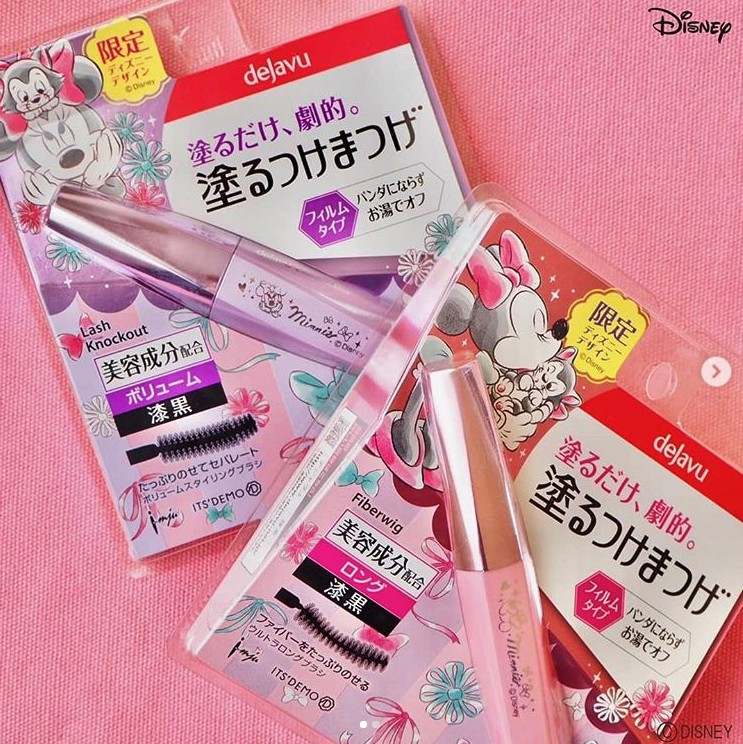 Disney
限定
ディズニー
デザイン
©Disney
dejavu
塗るだけ、劇的。
塗るつけまつげ
フィルム
タイプ
パンダにならず
お湯でオフ
Minnie
©Disney
Lash
Knockout
美容成分配合
ボリューム
漆黒
たっぷりのせてセパレート
ボリュームスタイリングブラシ
imju
ITS'DEMO
限定
ディズニー
デザイン
©Disney
dejavu
塗るだけ、劇的。
塗るつけまつげ
フィルム
タイプ
パンダにならず
お湯でオフ
Fiberwig
美容成分配合
ロング
漆黒
ファイバーをたっぷりのせる
ウルトラロングブラシ
imju
ITS'DEMO
Minnie
©Disney
©DISNEY